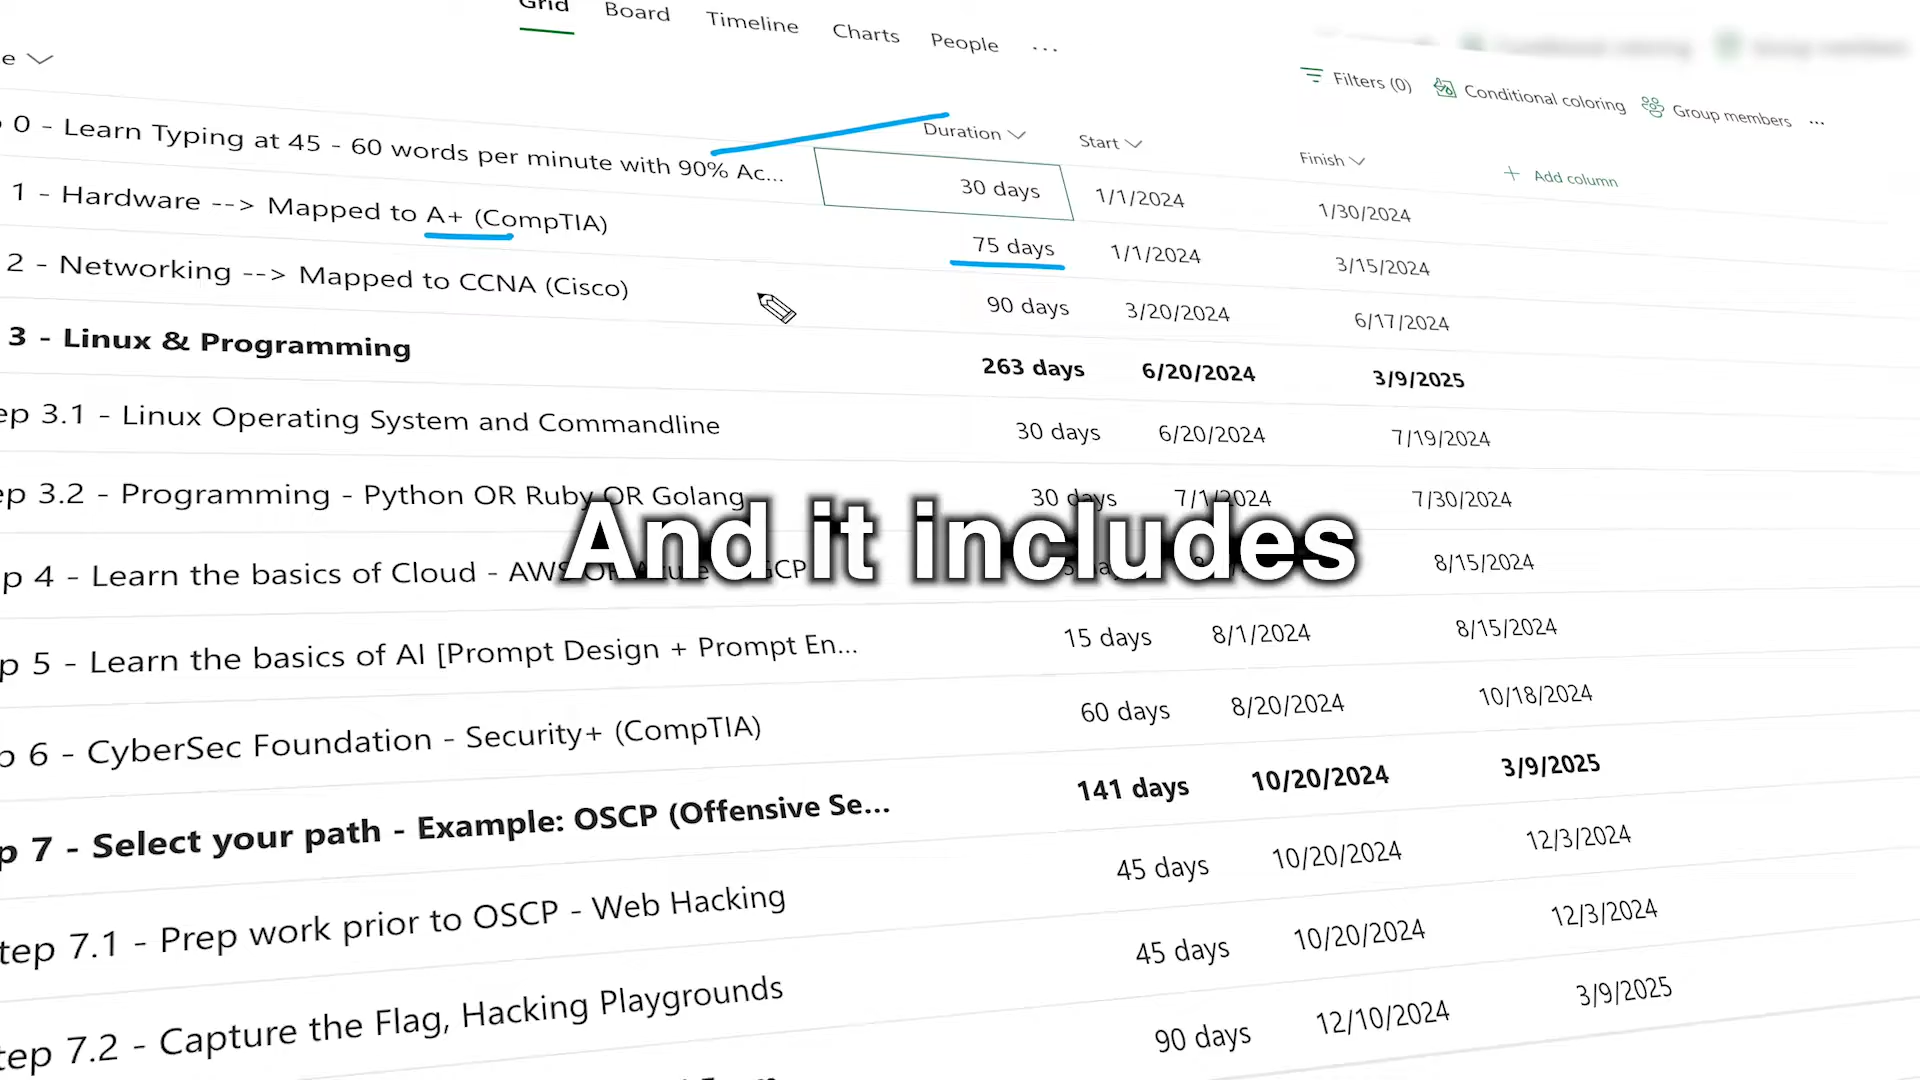 Grid Board Timeline Charts People ...
Filters (0) Conditional coloring Group members ...
e
Duration Start Finish + Add column
0 - Learn Typing at 45 - 60 words per minute with 90% Ac... 30 days 1/1/2024 1/30/2024
1 - Hardware --> Mapped to A+ (CompTIA) 75 days 1/1/2024 3/15/2024
2 - Networking --> Mapped to CCNA (Cisco) 90 days 3/20/2024 6/17/2024
3 - Linux & Programming 263 days 6/20/2024 3/9/2025
ep 3.1 - Linux Operating System and Commandline 30 days 6/20/2024 7/19/2024
ep 3.2 - Programming - Python OR Ruby OR Golang 30 days 7/1/2024 7/30/2024
And it includes
p 4 - Learn the basics of Cloud - AWS OR 8/15/2024
p 5 - Learn the basics of AI [Prompt Design + Prompt En... 15 days 8/1/2024 8/15/2024
p 6 - CyberSec Foundation - Security+ (CompTIA) 60 days 8/20/2024 10/18/2024
p 7 - Select your path - Example: OSCP (Offensive Se... 141 days 10/20/2024 3/9/2025
tep 7.1 - Prep work prior to OSCP - Web Hacking 45 days 10/20/2024 12/3/2024
tep 7.2 - Capture the Flag, Hacking Playgrounds 45 days 10/20/2024 12/3/2024
90 days 12/10/2024 3/9/2025